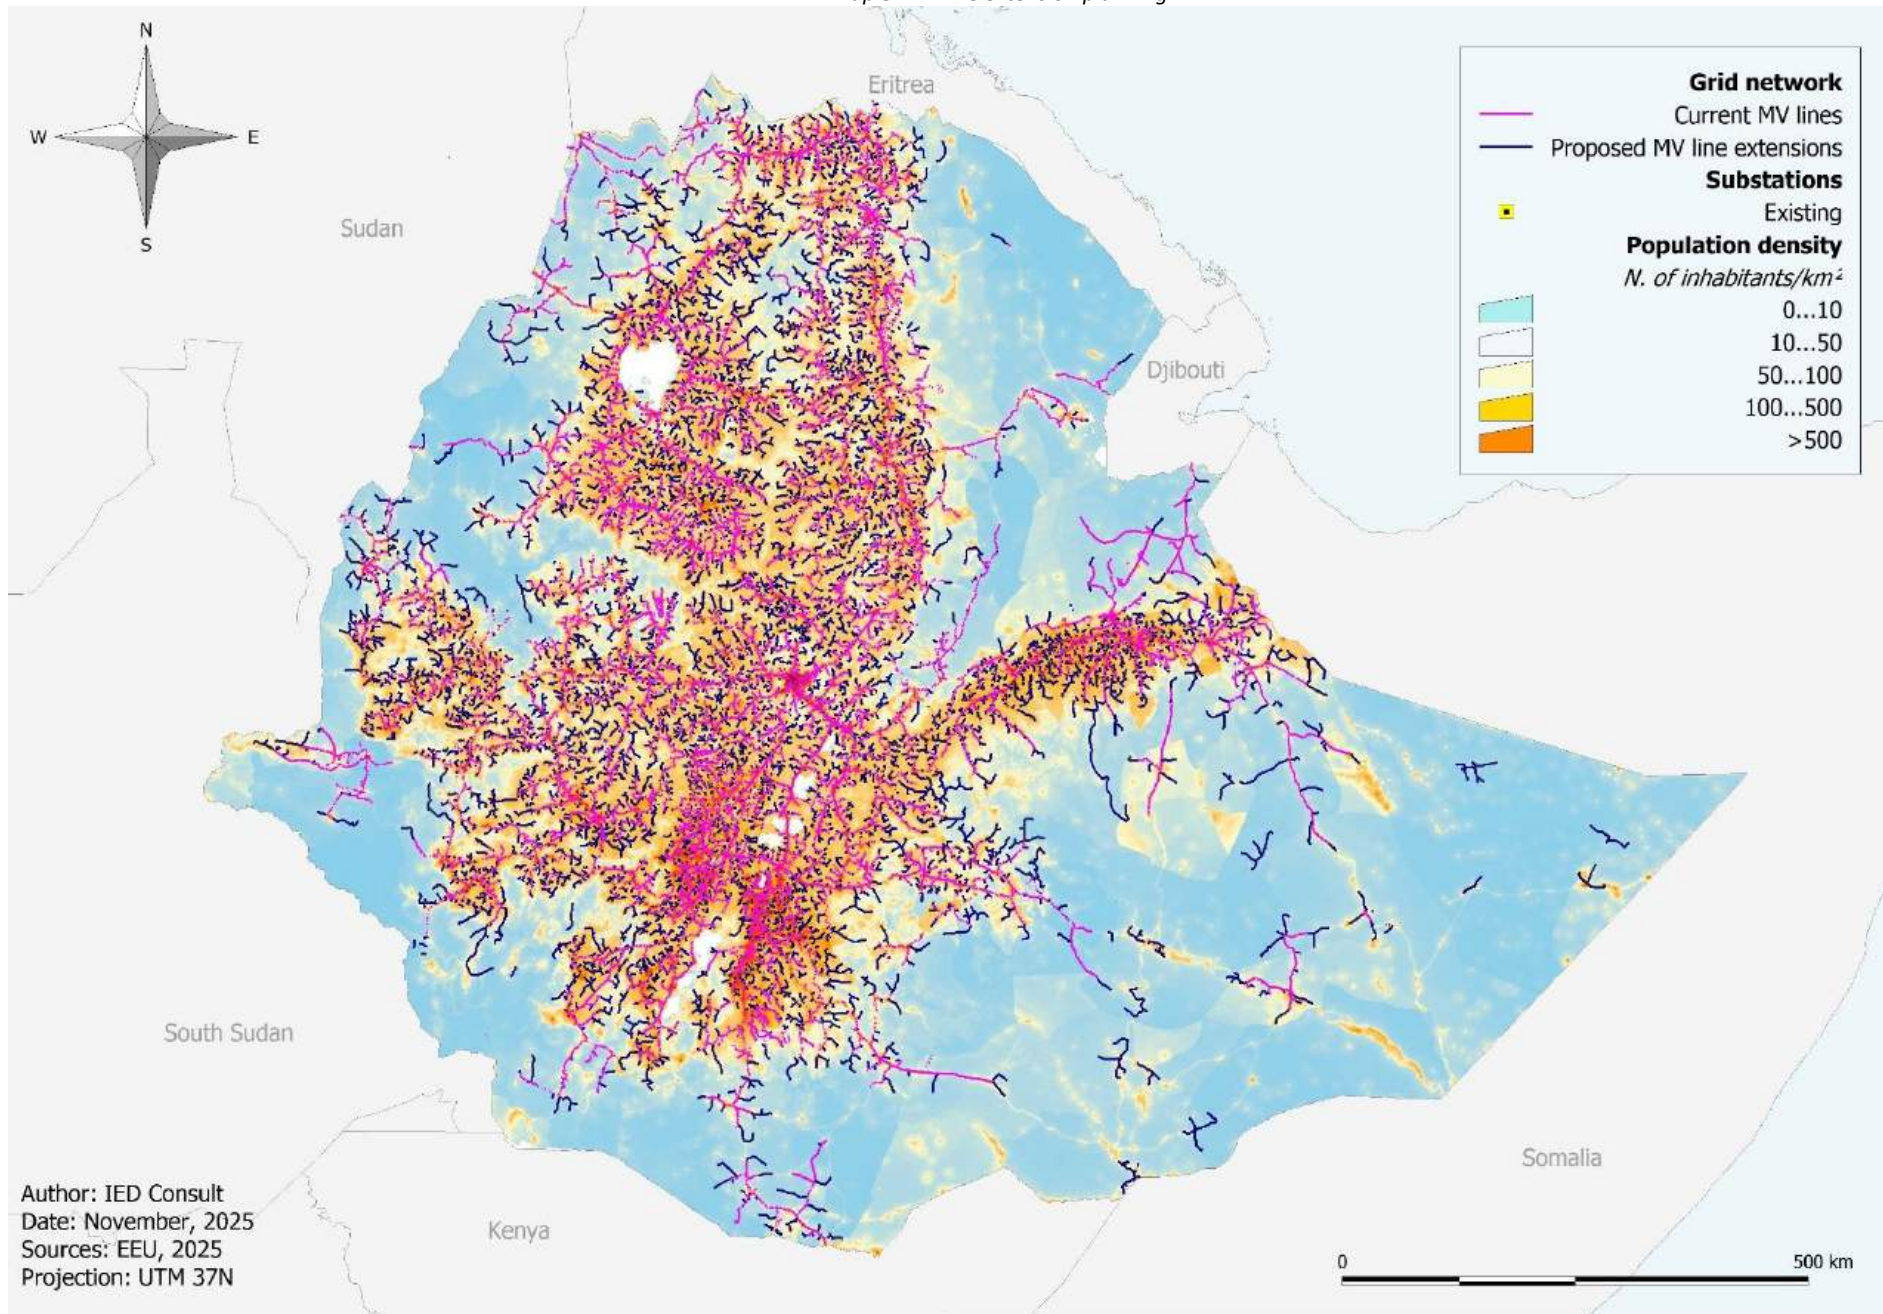 N
W
E
S
Eritrea
Sudan
Djibouti
South Sudan
Kenya
Somalia
Grid network
Current MV lines
Proposed MV line extensions
Substations
Existing
Population density
N. of inhabitants/km²
0...10
10...50
50...100
100...500
>500
Author: IED Consult
Date: November, 2025
Sources: EEU, 2025
Projection: UTM 37N
0
500 km